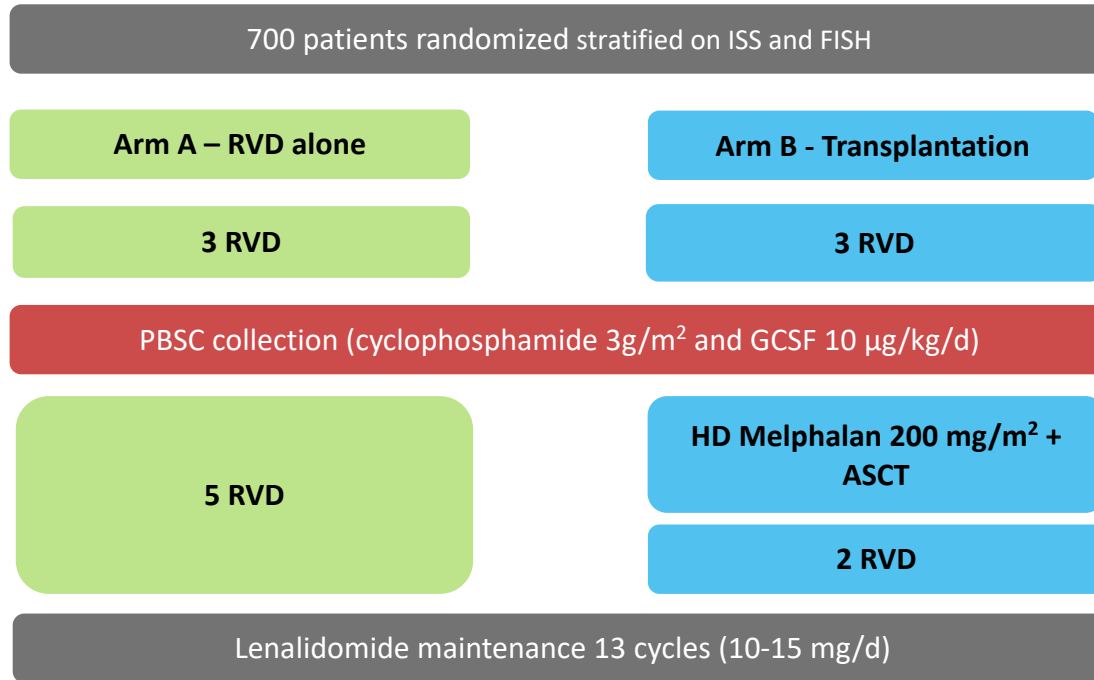 700 patients randomized stratified on ISS and FISH
Arm A – RVD alone
Arm B - Transplantation
3 RVD
3 RVD
PBSC collection (cyclophosphamide 3g/m² and GCSF 10 µg/kg/d)
5 RVD
HD Melphalan 200 mg/m² +
ASCT
2 RVD
Lenalidomide maintenance 13 cycles (10-15 mg/d)